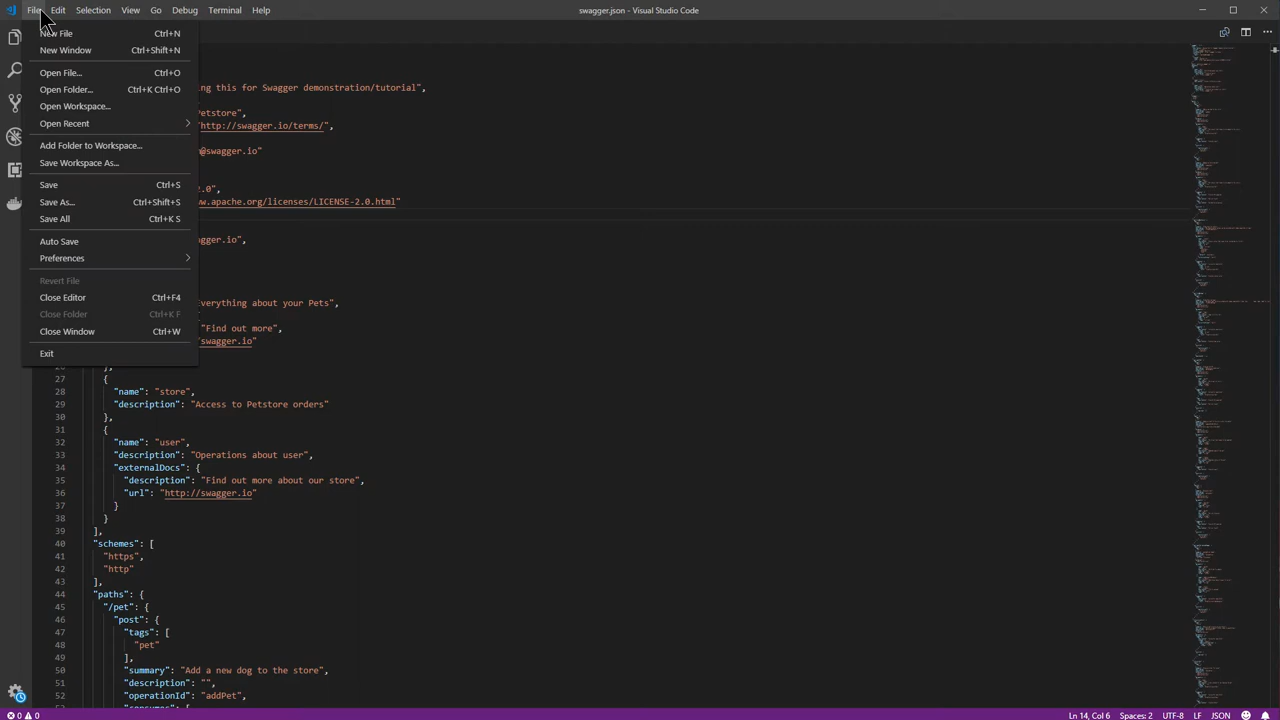 File Edit Selection View Go Debug Terminal Help swagger.json - Visual Studio Code
New File Ctrl+N
New Window Ctrl+Shift+N
Open File... Ctrl+O
ing this for Swagger demonstration/tutorial",
Open Folder... Ctrl+K Ctrl+O
Open Workspace...
etstore",
Open Recent
http://swagger.io/terms/",
Add Folder to Workspace...
@swagger.io"
Save Workspace As...
Save Ctrl+S
2.0",
Save As... Ctrl+Shift+S
w.apache.org/licenses/LICENSE-2.0.html"
Save All Ctrl+K S
Auto Save
agger.io",
Preferences
Revert File
Close Editor Ctrl+F4
verything about your Pets",
Close Folder Ctrl+K F
Close Window Ctrl+W
"Find out more",
swagger.io"
Exit
},
27 {
28 "name": "store",
29 "description": "Access to Petstore orders"
30 },
31 {
32 "name": "user",
33 "description": "Operations about user",
34 "externalDocs": {
35 "description": "Find out more about our store",
36 "url": "http://swagger.io"
37 }
38 }
39 ],
40 "schemes": [
41 "https",
42 "http"
43 ],
44 "paths": {
45 "/pet": {
46 "post": {
47 "tags": [
48 "pet"
49 ],
50 "summary": "Add a new dog to the store",
51 "description": "",
52 "operationId": "addPet",
0 0 Ln 14, Col 6 Spaces: 2 UTF-8 LF JSON